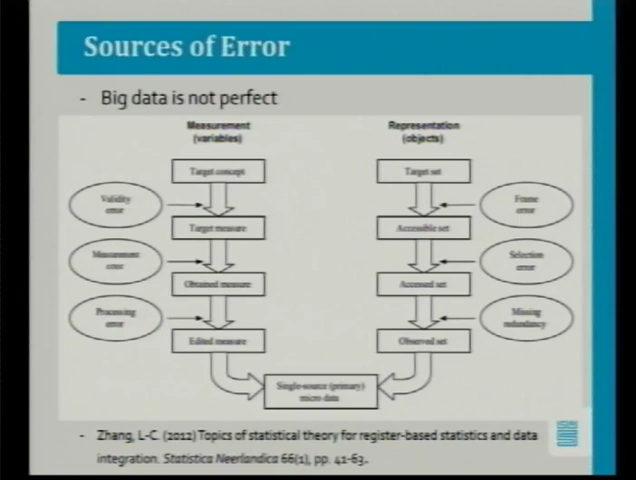 Sources of Error
- Big data is not perfect
Measurement
(variables)
Representation
(objects)
Target concept
Target set
Validity
error
Frame
error
Target measure
Accessible set
Measurement
error
Selection
error
Obtained measure
Accessed set
Processing
error
Missing
redundancy
Edited measure
Observed set
Single-source (primary)
micro data
- Zhang, L-C. (2012) Topics of statistical theory for register-based statistics and data
integration. Statistica Neerlandica 66(1), pp. 41-63.